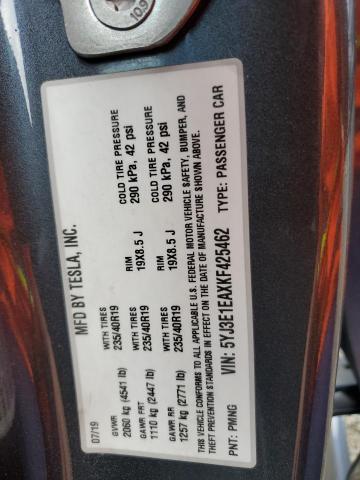 10.9
MFD BY TESLA, INC.
07/19
GVWR WITH TIRES RIM COLD TIRE PRESSURE
2060 kg (4541 lb) 235/40R19 19X8.5 J 290 kPa, 42 psi
GAWR FRT WITH TIRES RIM COLD TIRE PRESSURE
1110 kg (2447 lb) 235/40R19 19X8.5 J 290 kPa, 42 psi
GAWR RR
1257 kg (2771 lb) 235/40R19
THIS VEHICLE CONFORMS TO ALL APPLICABLE U.S. FEDERAL MOTOR VEHICLE SAFETY, BUMPER, AND
THEFT PREVENTION STANDARDS IN EFFECT ON THE DATE OF MANUFACTURE SHOWN ABOVE.
VIN: 5YJ3E1EAXKF425462
PNT: PMNG TYPE: PASSENGER CAR